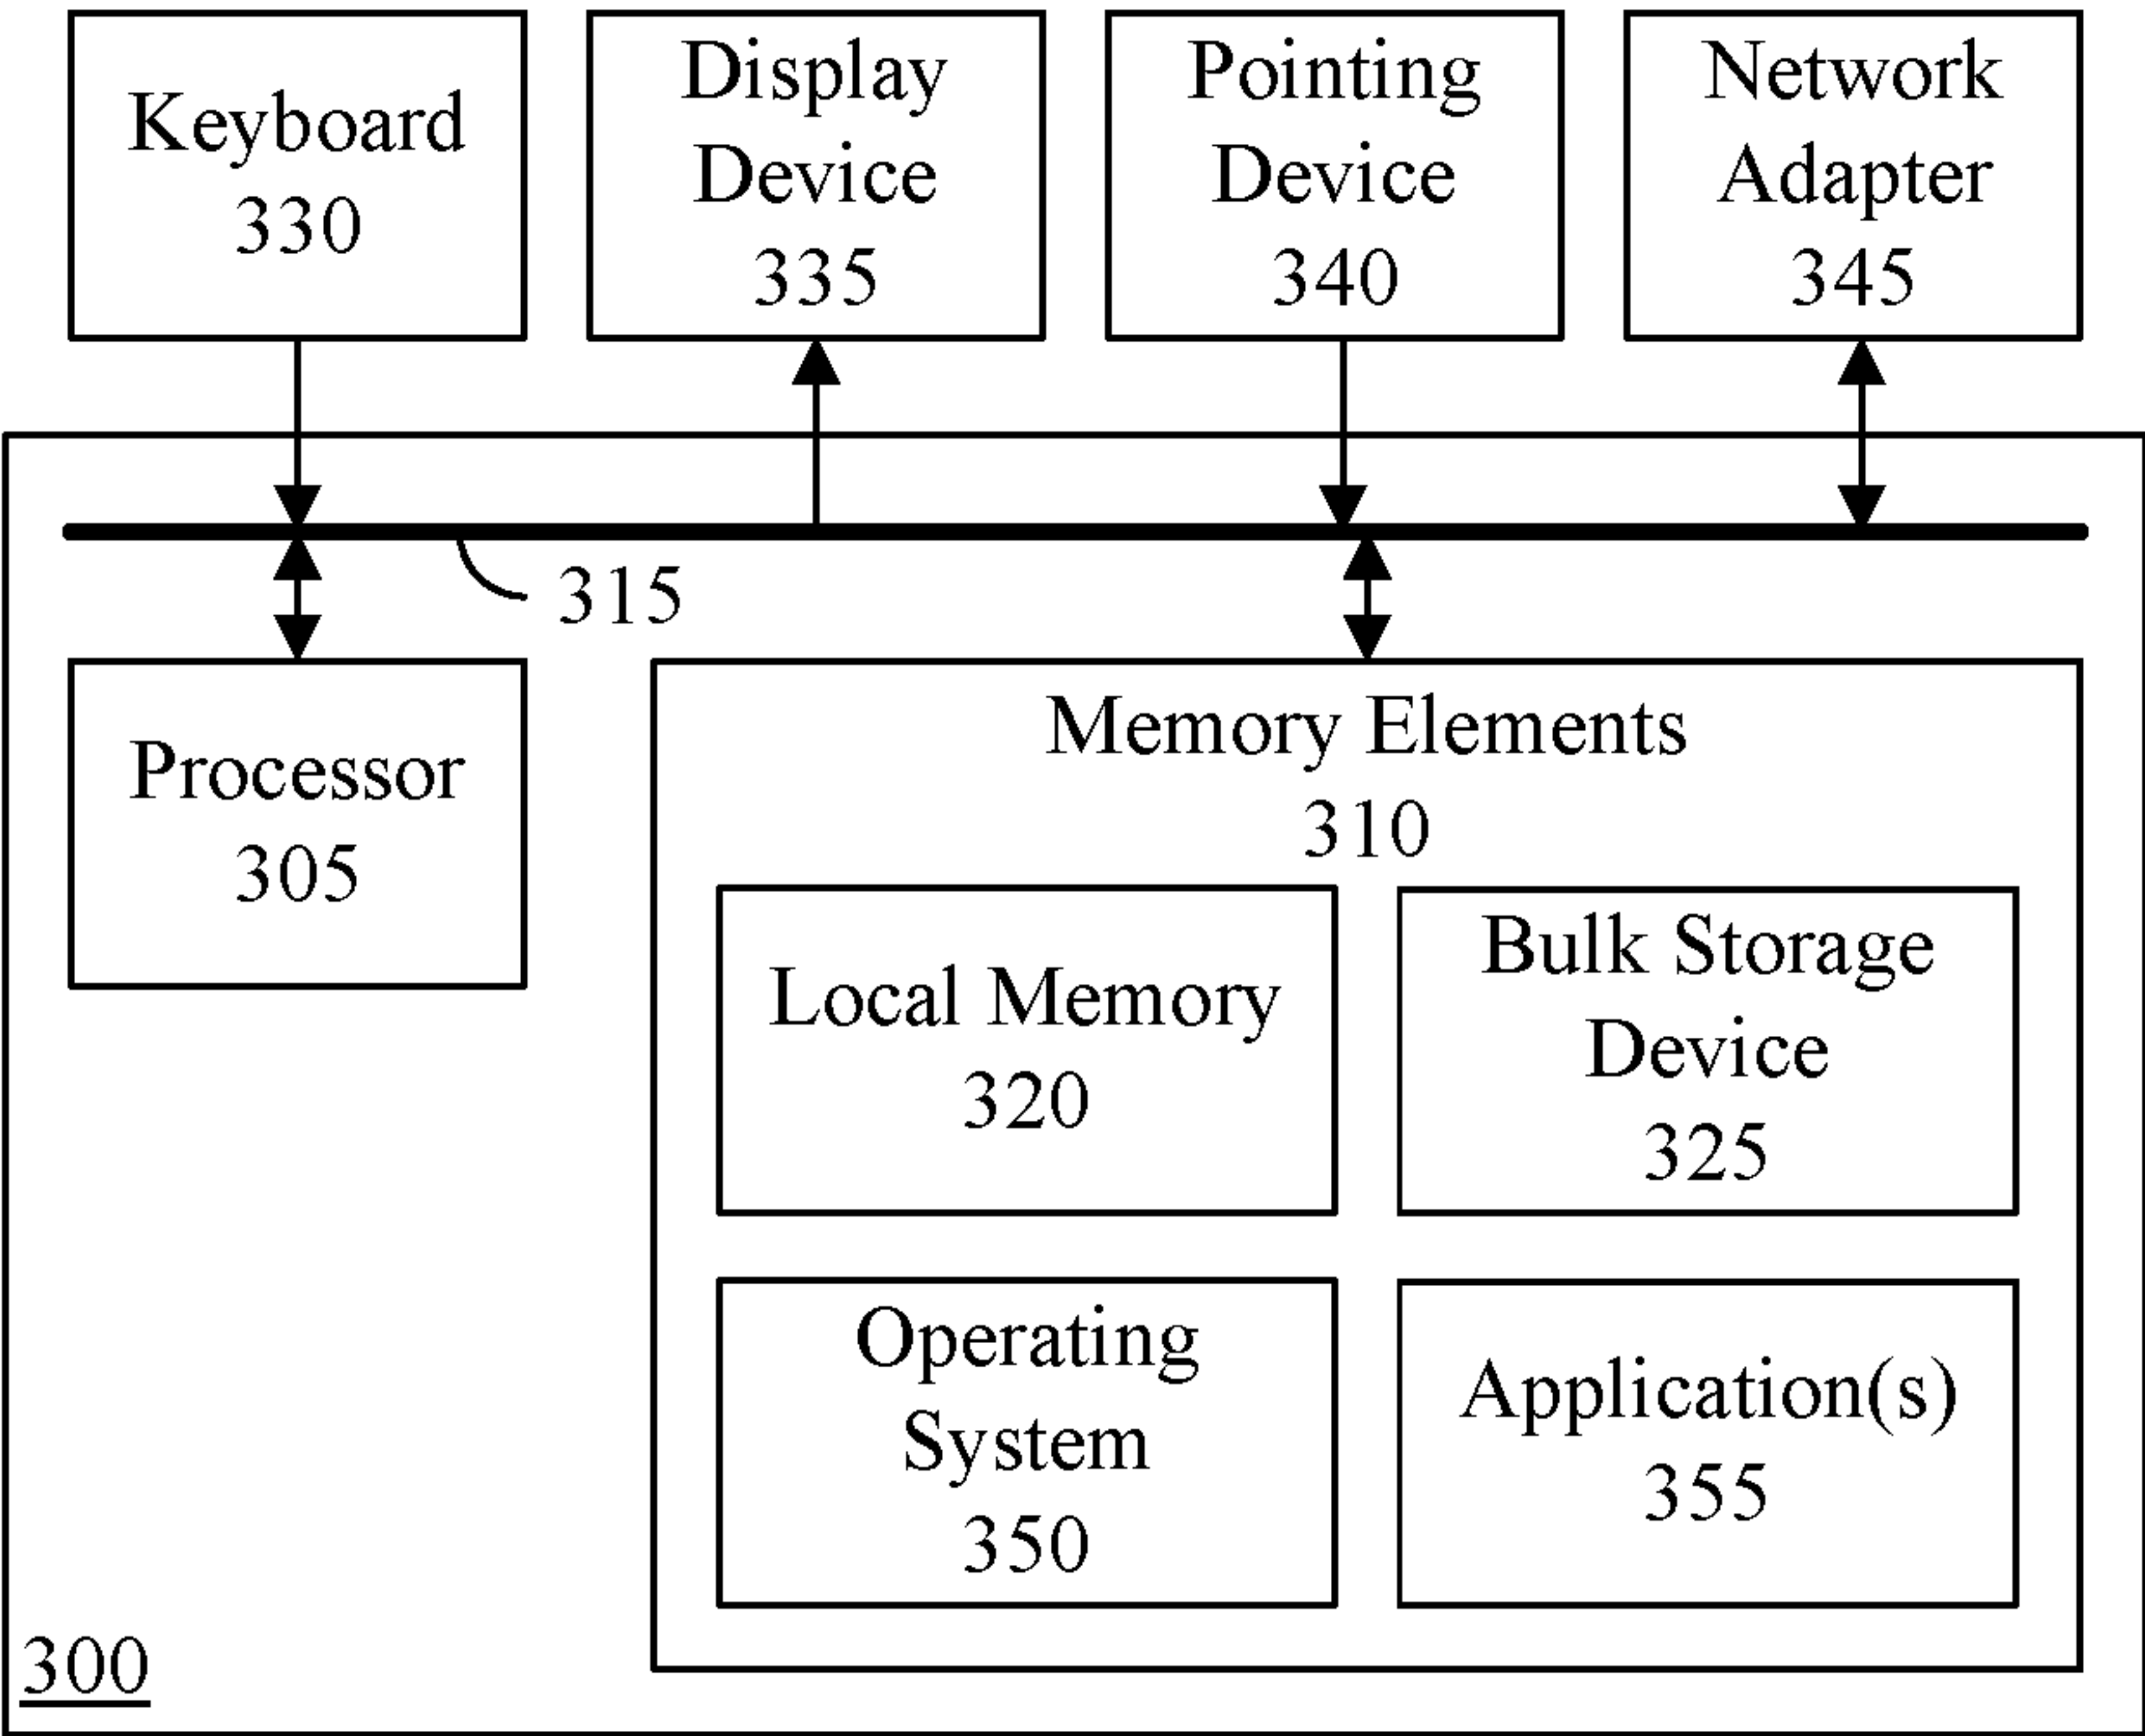 Keyboard
330
Display
Device
335
Pointing
Device
340
Network
Adapter
345
315
Processor
305
Memory Elements
310
Local Memory
320
Bulk Storage
Device
325
Operating
System
350
Application(s)
355
300